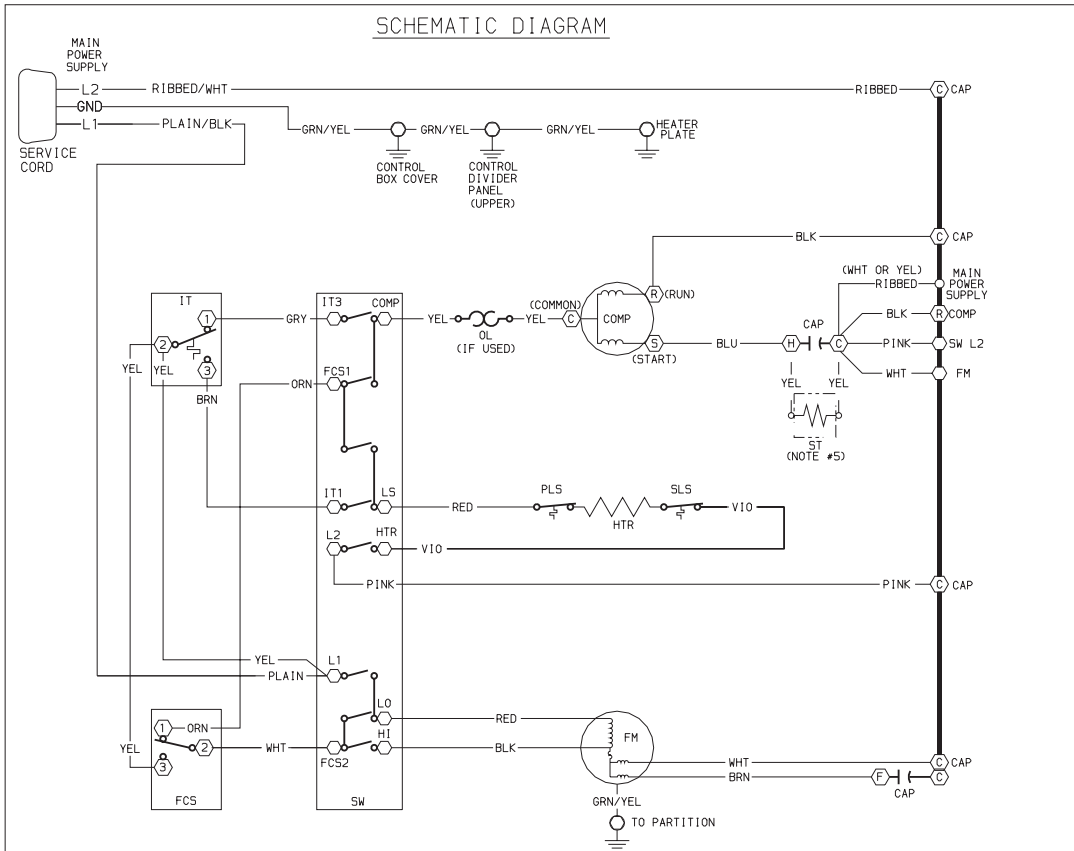 SCHEMATIC DIAGRAM
MAIN
POWER
SUPPLY
L2 RIBBED/WHT RIBBED C CAP
GND
L1 PLAIN/BLK
SERVICE
CORD
GRN/YEL GRN/YEL GRN/YEL
HEATER
PLATE
CONTROL
BOX COVER
CONTROL
DIVIDER
PANEL
(UPPER)
BLK C CAP
(WHT OR YEL)
RIBBED
MAIN
POWER
SUPPLY
IT
1
2
3
GRY
IT3 COMP
YEL
OL
(IF USED)
YEL
(COMMON)
C
COMP
R (RUN)
S
(START)
BLU
H
CAP
C
BLK R COMP
PINK SW L2
WHT FM
YEL YEL
ST
(NOTE #5)
YEL YEL
BRN
ORN FCS1
IT1 LS
RED
PLS
HTR
SLS
VIO
L2 HTR
VIO
PINK PINK C CAP
YEL
PLAIN
L1
LO
RED
HI
BLK
FM
FCS2
SW
1 ORN
2 WHT
3
YEL
FCS
WHT C CAP
BRN F C
CAP
GRN/YEL
TO PARTITION